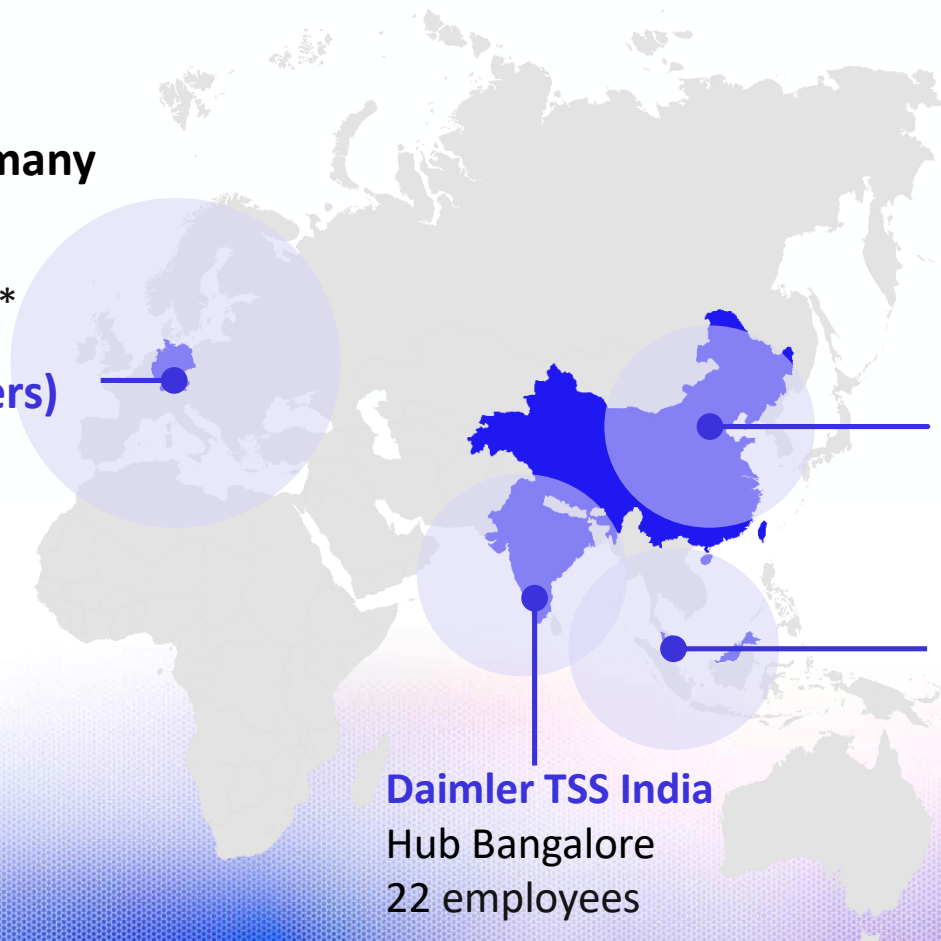 many
*
ers)
Daimler TSS India
Hub Bangalore
22 employees